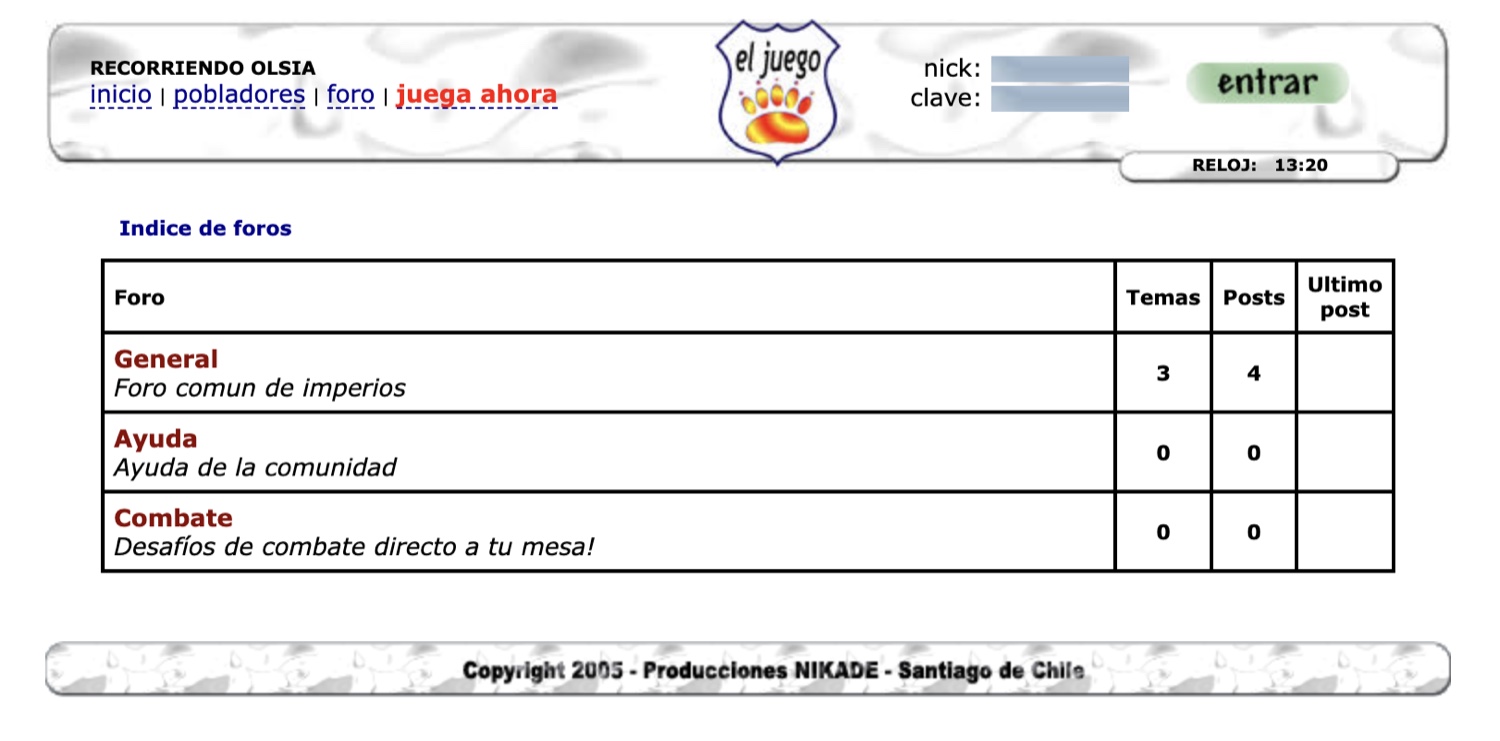 RECORRIENDO OLSIA
inicio | pobladores | foro | juega ahora
el juego
nick:
clave:
entrar
RELOJ: 13:20
Indice de foros
Foro Temas Posts Ultimo post
General
Foro comun de imperios
3 4
Ayuda
Ayuda de la comunidad
0 0
Combate
Desafíos de combate directo a tu mesa!
0 0
Copyright 2005 - Producciones NIKADE - Santiago de Chile